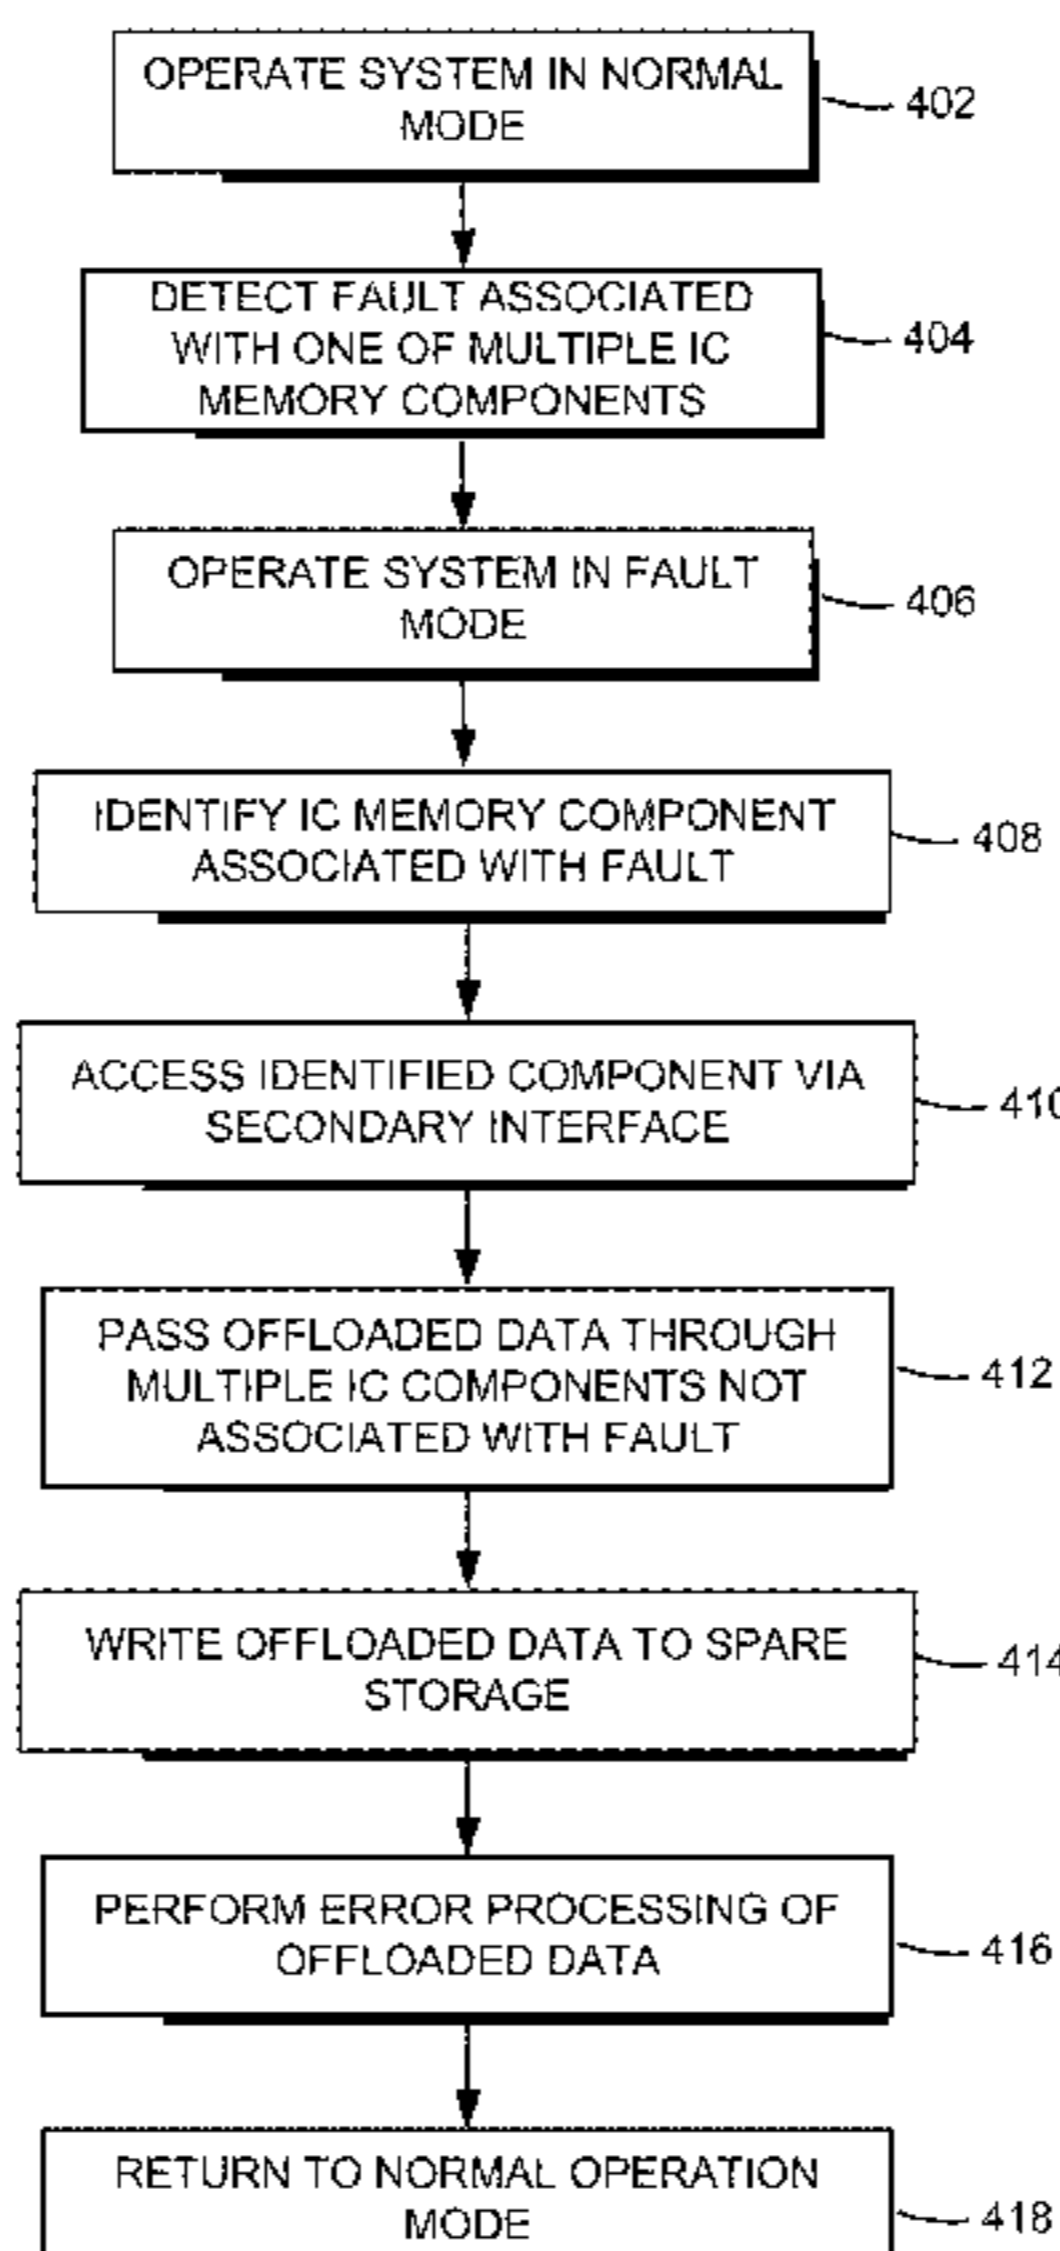 OPERATE SYSTEM IN NORMAL
MODE
402
DETECT FAULT ASSOCIATED
WITH ONE OF MULTIPLE IC
MEMORY COMPONENTS
404
OPERATE SYSTEM IN FAULT
MODE
406
IDENTIFY IC MEMORY COMPONENT
ASSOCIATED WITH FAULT
408
ACCESS IDENTIFIED COMPONENT VIA
SECONDARY INTERFACE
410
PASS OFFLOADED DATA THROUGH
MULTIPLE IC COMPONENTS NOT
ASSOCIATED WITH FAULT
412
WRITE OFFLOADED DATA TO SPARE
STORAGE
414
PERFORM ERROR PROCESSING OF
OFFLOADED DATA
416
RETURN TO NORMAL OPERATION
MODE
418